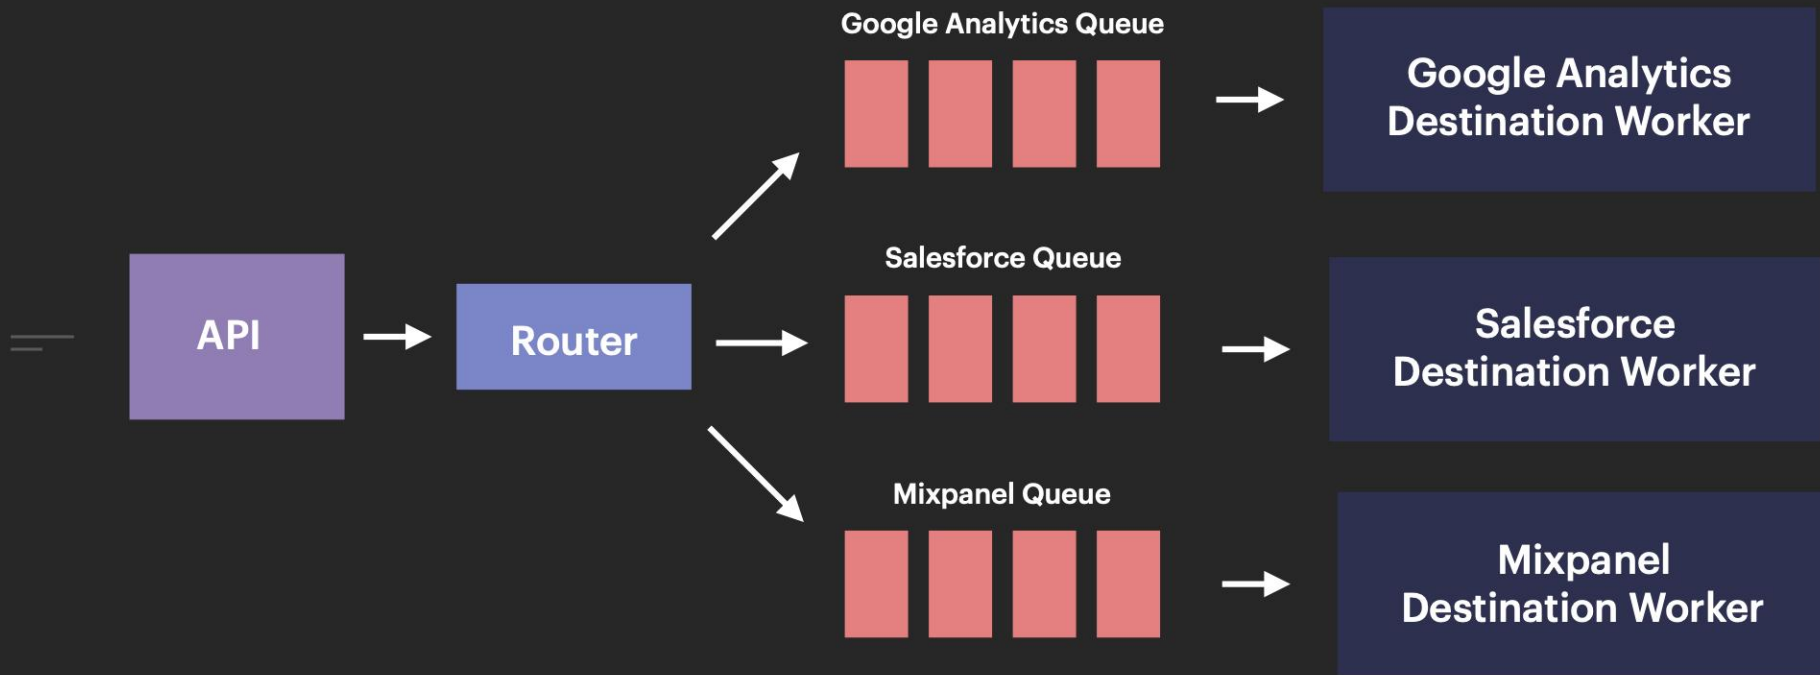 Google Analytics Queue
Google Analytics
Destination Worker
API
Router
Salesforce Queue
Salesforce
Destination Worker
Mixpanel Queue
Mixpanel
Destination Worker